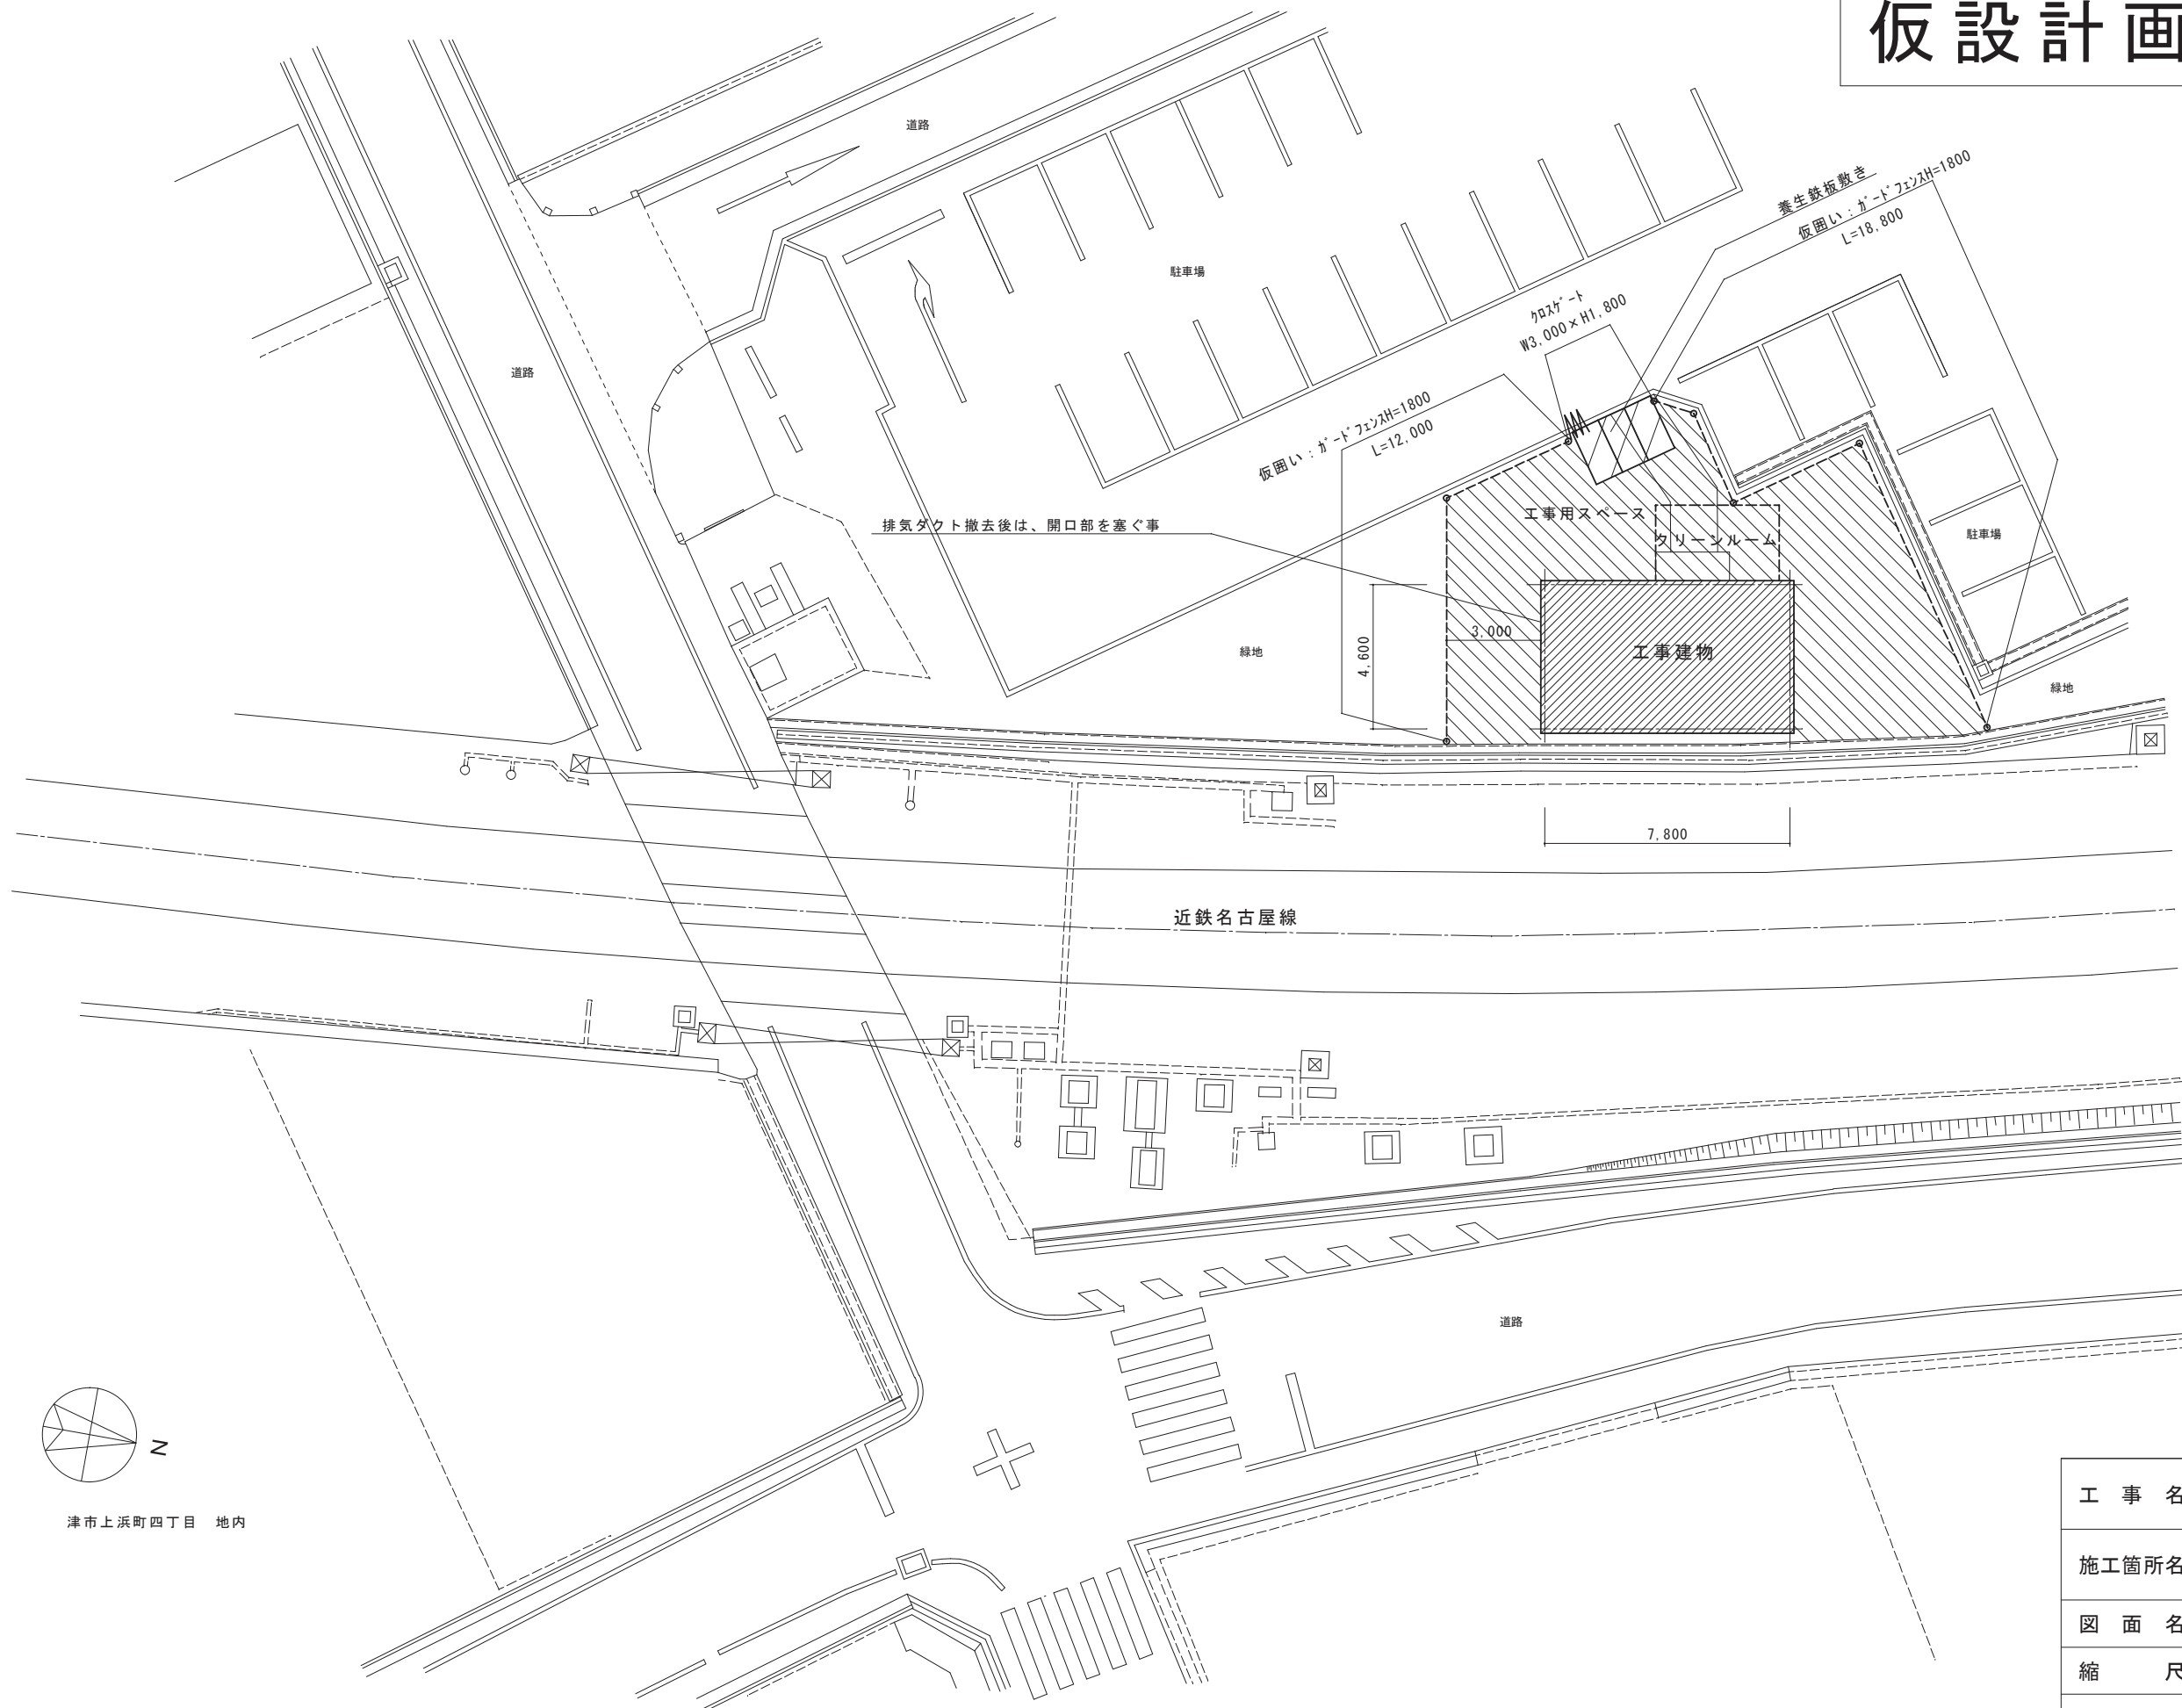 仮設計画
道路
養生鉄板敷き
仮囲い：ｶﾞｰﾄﾞﾌｪﾝｽH=1800
L=18,800
駐車場
ｸﾛｽｹﾞｰﾄ
W3,000×H1,800
道路
仮囲い：ｶﾞｰﾄﾞﾌｪﾝｽH=1800
L=12,000
工事用スペース
排気ダクト撤去後は、開口部を塞ぐ事
クリーンルーム
駐車場
3,000
4,600
緑地
工事建物
緑地
7,800
近鉄名古屋線
道路
N
津市上浜町四丁目　地内
工　事　名
施工箇所名
図　面　名
縮　　　尺